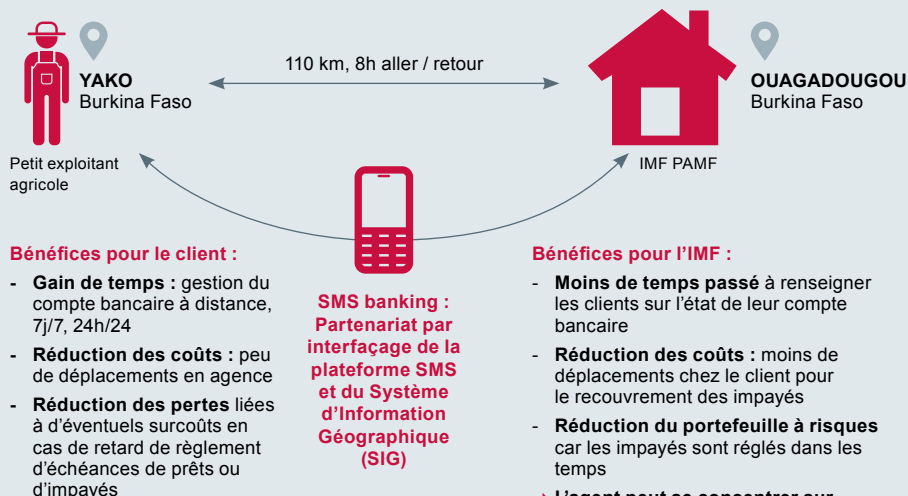 YAKO
Burkina Faso
110 km, 8h aller / retour
OUAGADOUGOU
Burkina Faso
Petit exploitant
agricole
IMF PAMF
Bénéfices pour le client :
- Gain de temps : gestion du
compte bancaire à distance,
7j/7, 24h/24
- Réduction des coûts : peu
de déplacements en agence
- Réduction des pertes liées
à d'éventuels surcoûts en
cas de retard de règlement
d'échéances de prêts ou
d'impayés
SMS banking :
Partenariat par
interfaçage de la
plateforme SMS
et du Système
d'Information
Géographique
(SIG)
Bénéfices pour l'IMF :
- Moins de temps passé à renseigner
les clients sur l'état de leur compte
bancaire
- Réduction des coûts : moins de
déplacements chez le client pour
le recouvrement des impayés
- Réduction du portefeuille à risques
car les impayés sont réglés dans les
temps
→ L'agent peut se concentrer sur